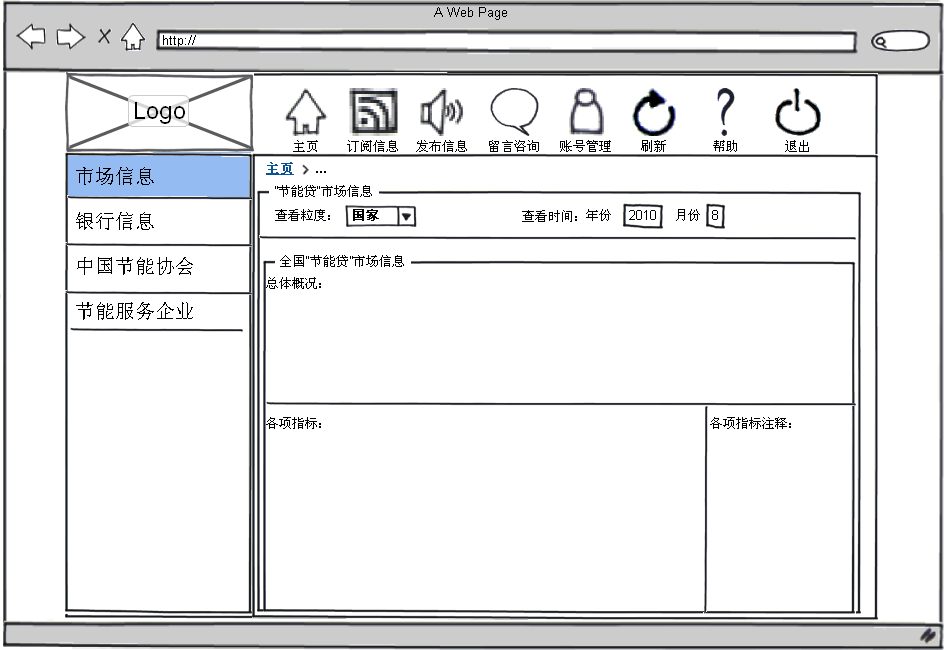 A Web Page
http://
Logo
主页 订阅信息 发布信息 留言咨询 账号管理 刷新 帮助 退出
市场信息
银行信息
中国节能协会
节能服务企业
主页 > ...
"节能贷"市场信息
查看粒度： 国家 查看时间：年份 2010 月份 8
全国"节能贷"市场信息
总体概况：
各项指标：
各项指标注释：